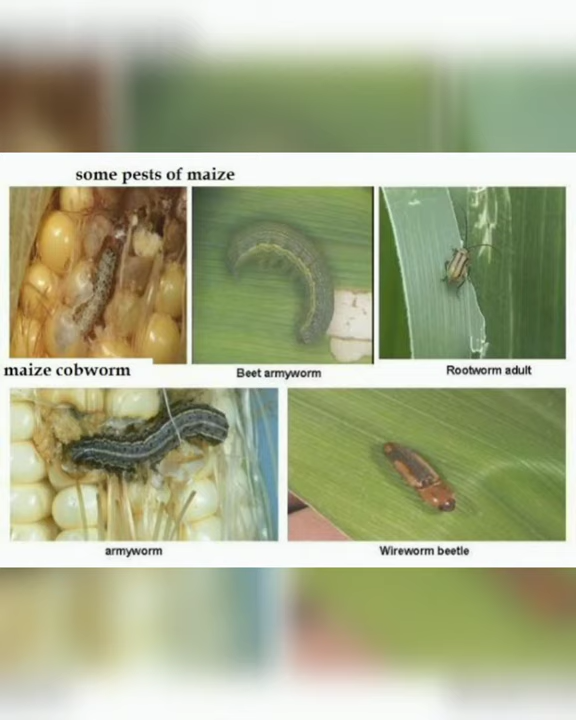 some pests of maize
maize cobworm
Beet armyworm
Rootworm adult
armyworm
Wireworm beetle